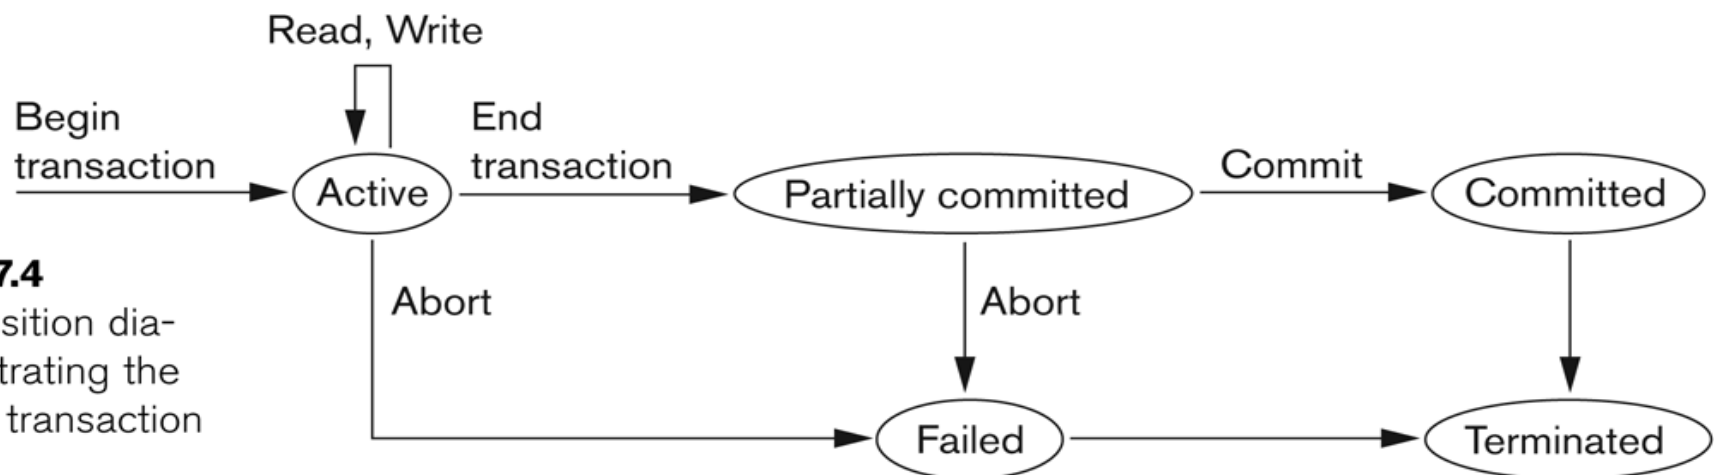 Read, Write
Begin
transaction
End
transaction
Active
Partially committed
Commit
Committed
Abort
Abort
7.4
sition dia-
trating the
transaction
Failed
Terminated